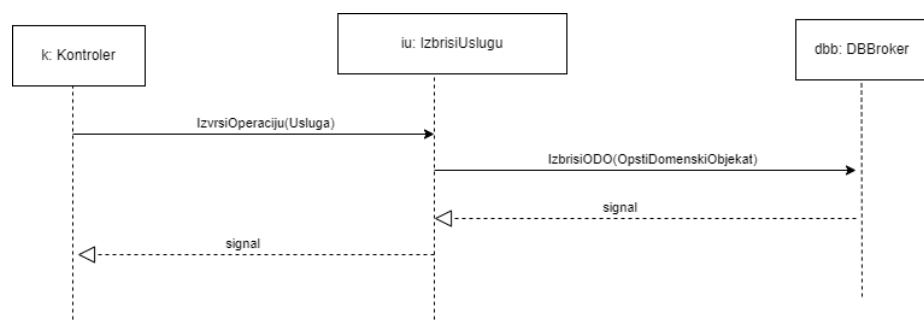 k: Kontroler
iu: IzbrisiUslugu
dbb: DBBroker
IzvrsiOperaciju(Usluga)
IzbrisiODO(OpstiDomenskiObjekat)
signal
signal